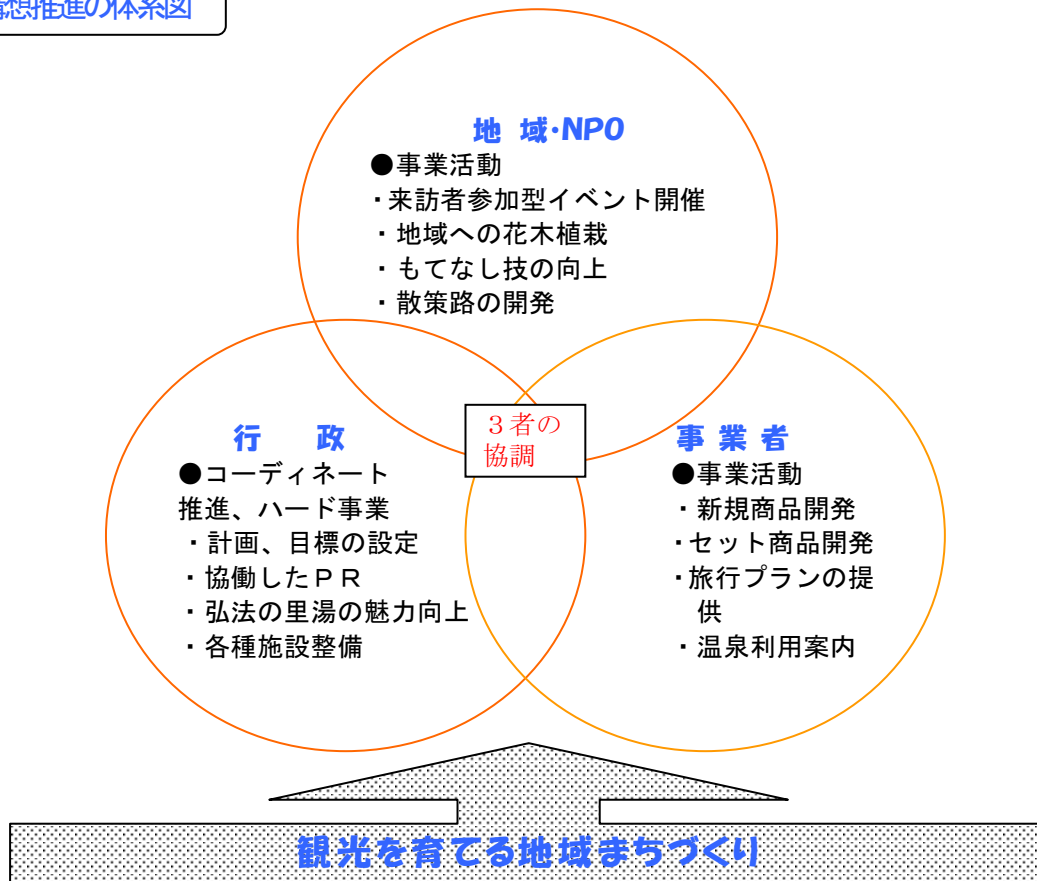 想推進の体系図
地 域・NPO
●事業活動
・来訪者参加型イベント開催
・地域への花木植栽
・もてなし技の向上
・散策路の開発
３者の
協調
行 政
●コーディネート
推進、ハード事業
・計画、目標の設定
・協働したＰＲ
・弘法の里湯の魅力向上
・各種施設整備
事 業 者
●事業活動
・新規商品開発
・セット商品開発
・旅行プランの提
供
・温泉利用案内
観光を育てる地域まちづくり